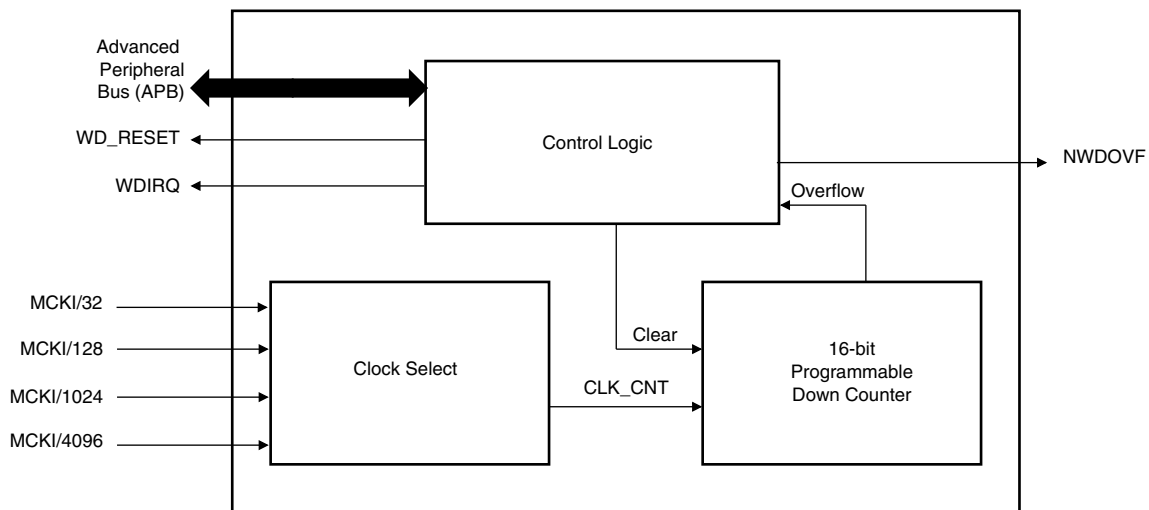 Advanced
Peripheral
Bus (APB)
WD_RESET
WDIRQ
Control Logic
NWDOVF
Overflow
MCKI/32
MCKI/128
MCKI/1024
MCKI/4096
Clock Select
Clear
CLK_CNT
16-bit
Programmable
Down Counter